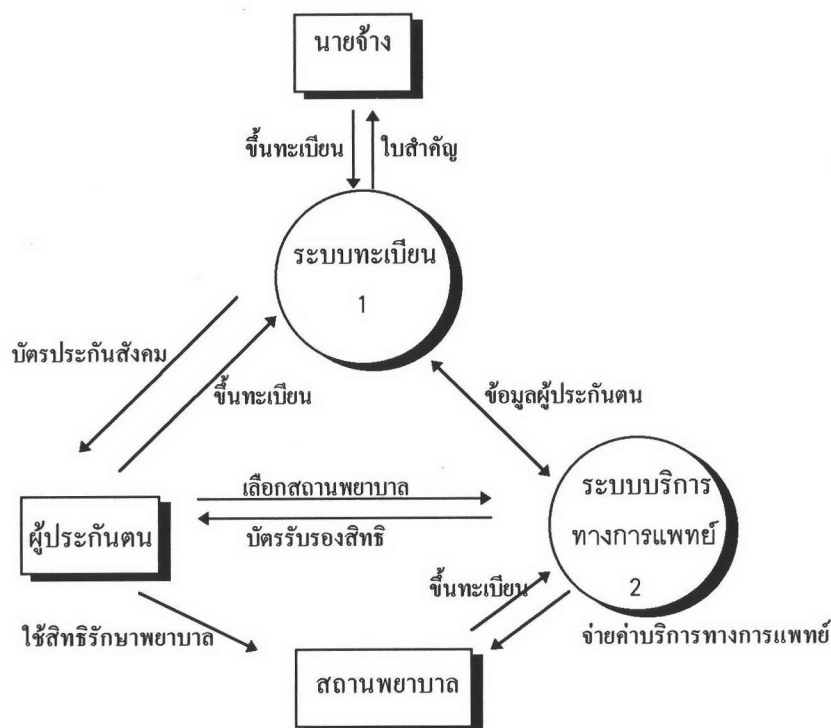 นายจ้าง
ขึ้นทะเบียน
ใบสำคัญ
ระบบทะเบียน
1
บัตรประกันสังคม
ขึ้นทะเบียน
ข้อมูลผู้ประกันตน
เลือกสถานพยาบาล
ระบบบริการ
ทางการแพทย์
2
ผู้ประกันตน
บัตรรับรองสิทธิ
ขึ้นทะเบียน
ใช้สิทธิรักษาพยาบาล
จ่ายค่าบริการทางการแพทย์
สถานพยาบาล